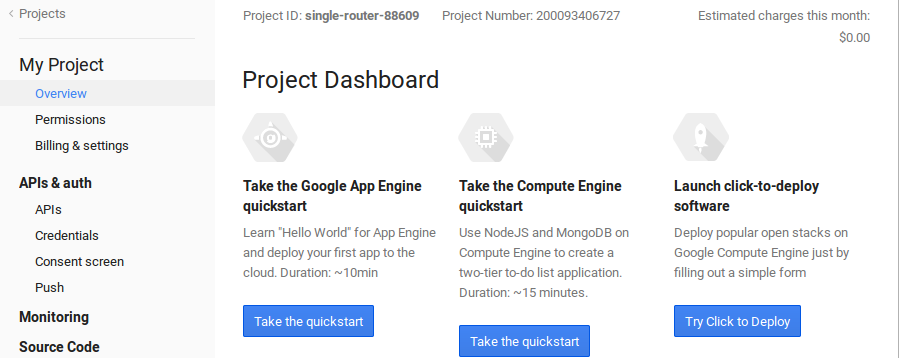 < Projects
My Project
Overview
Permissions
Billing & settings
APIs & auth
APIs
Credentials
Consent screen
Push
Monitoring
Source Code
Project ID: single-router-88609 Project Number: 200093406727 Estimated charges this month:
$0.00
Project Dashboard
Take the Google App Engine
quickstart
Learn "Hello World" for App Engine
and deploy your first app to the
cloud. Duration: ~10min
Take the quickstart
Take the Compute Engine
quickstart
Use NodeJS and MongoDB on
Compute Engine to create a
two-tier to-do list application.
Duration: ~15 minutes.
Take the quickstart
Launch click-to-deploy
software
Deploy popular open stacks on
Google Compute Engine just by
filling out a simple form
Try Click to Deploy